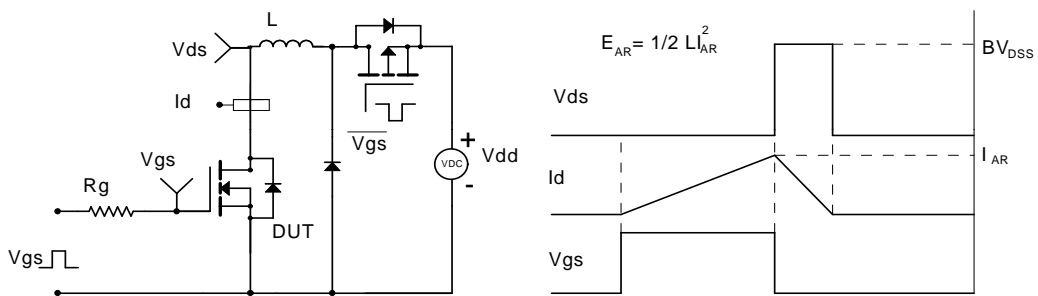 L
Vds
Id
Vgs
Vgs
Rg
DUT
Vgs
+
VDC
-
Vdd
E_AR= 1/2 LI_AR^2
BV_DSS
Vds
I_AR
Id
Vgs